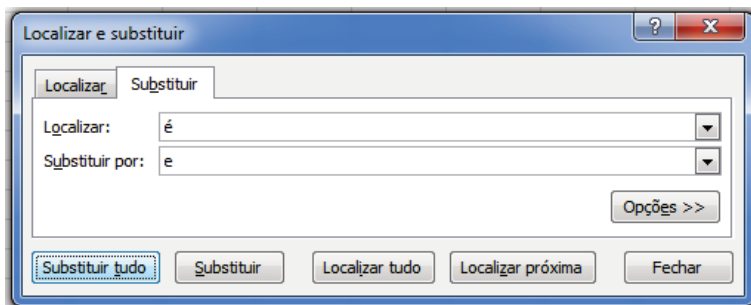 Localizar e substituir
Localizar Substituir
Localizar: é
Substituir por: e
Opções >>
Substituir tudo Substituir Localizar tudo Localizar próxima Fechar